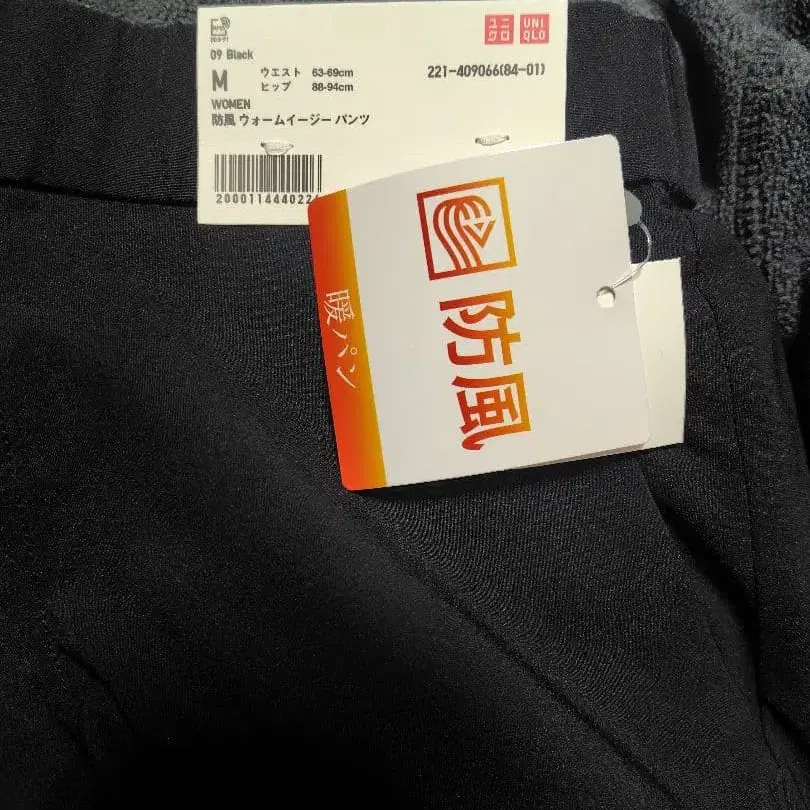 09 Black
ユニクロ
UNIQLO
M
ウエスト 63-69cm
ヒップ 88-94cm
221-409066(84-01)
WOMEN
防風 ウォームイージー パンツ
200011444022
防風
暖パン